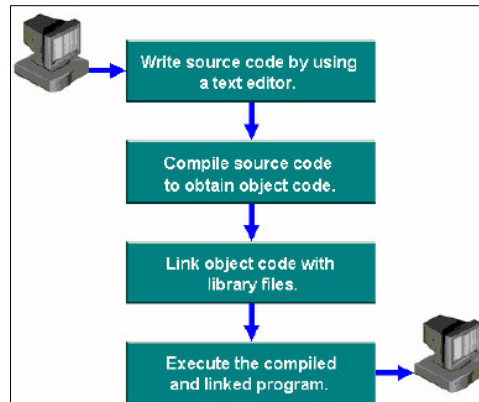 Write source code by using
a text editor.
Compile source code
to obtain object code.
Link object code with
library files.
Execute the compiled
and linked program.